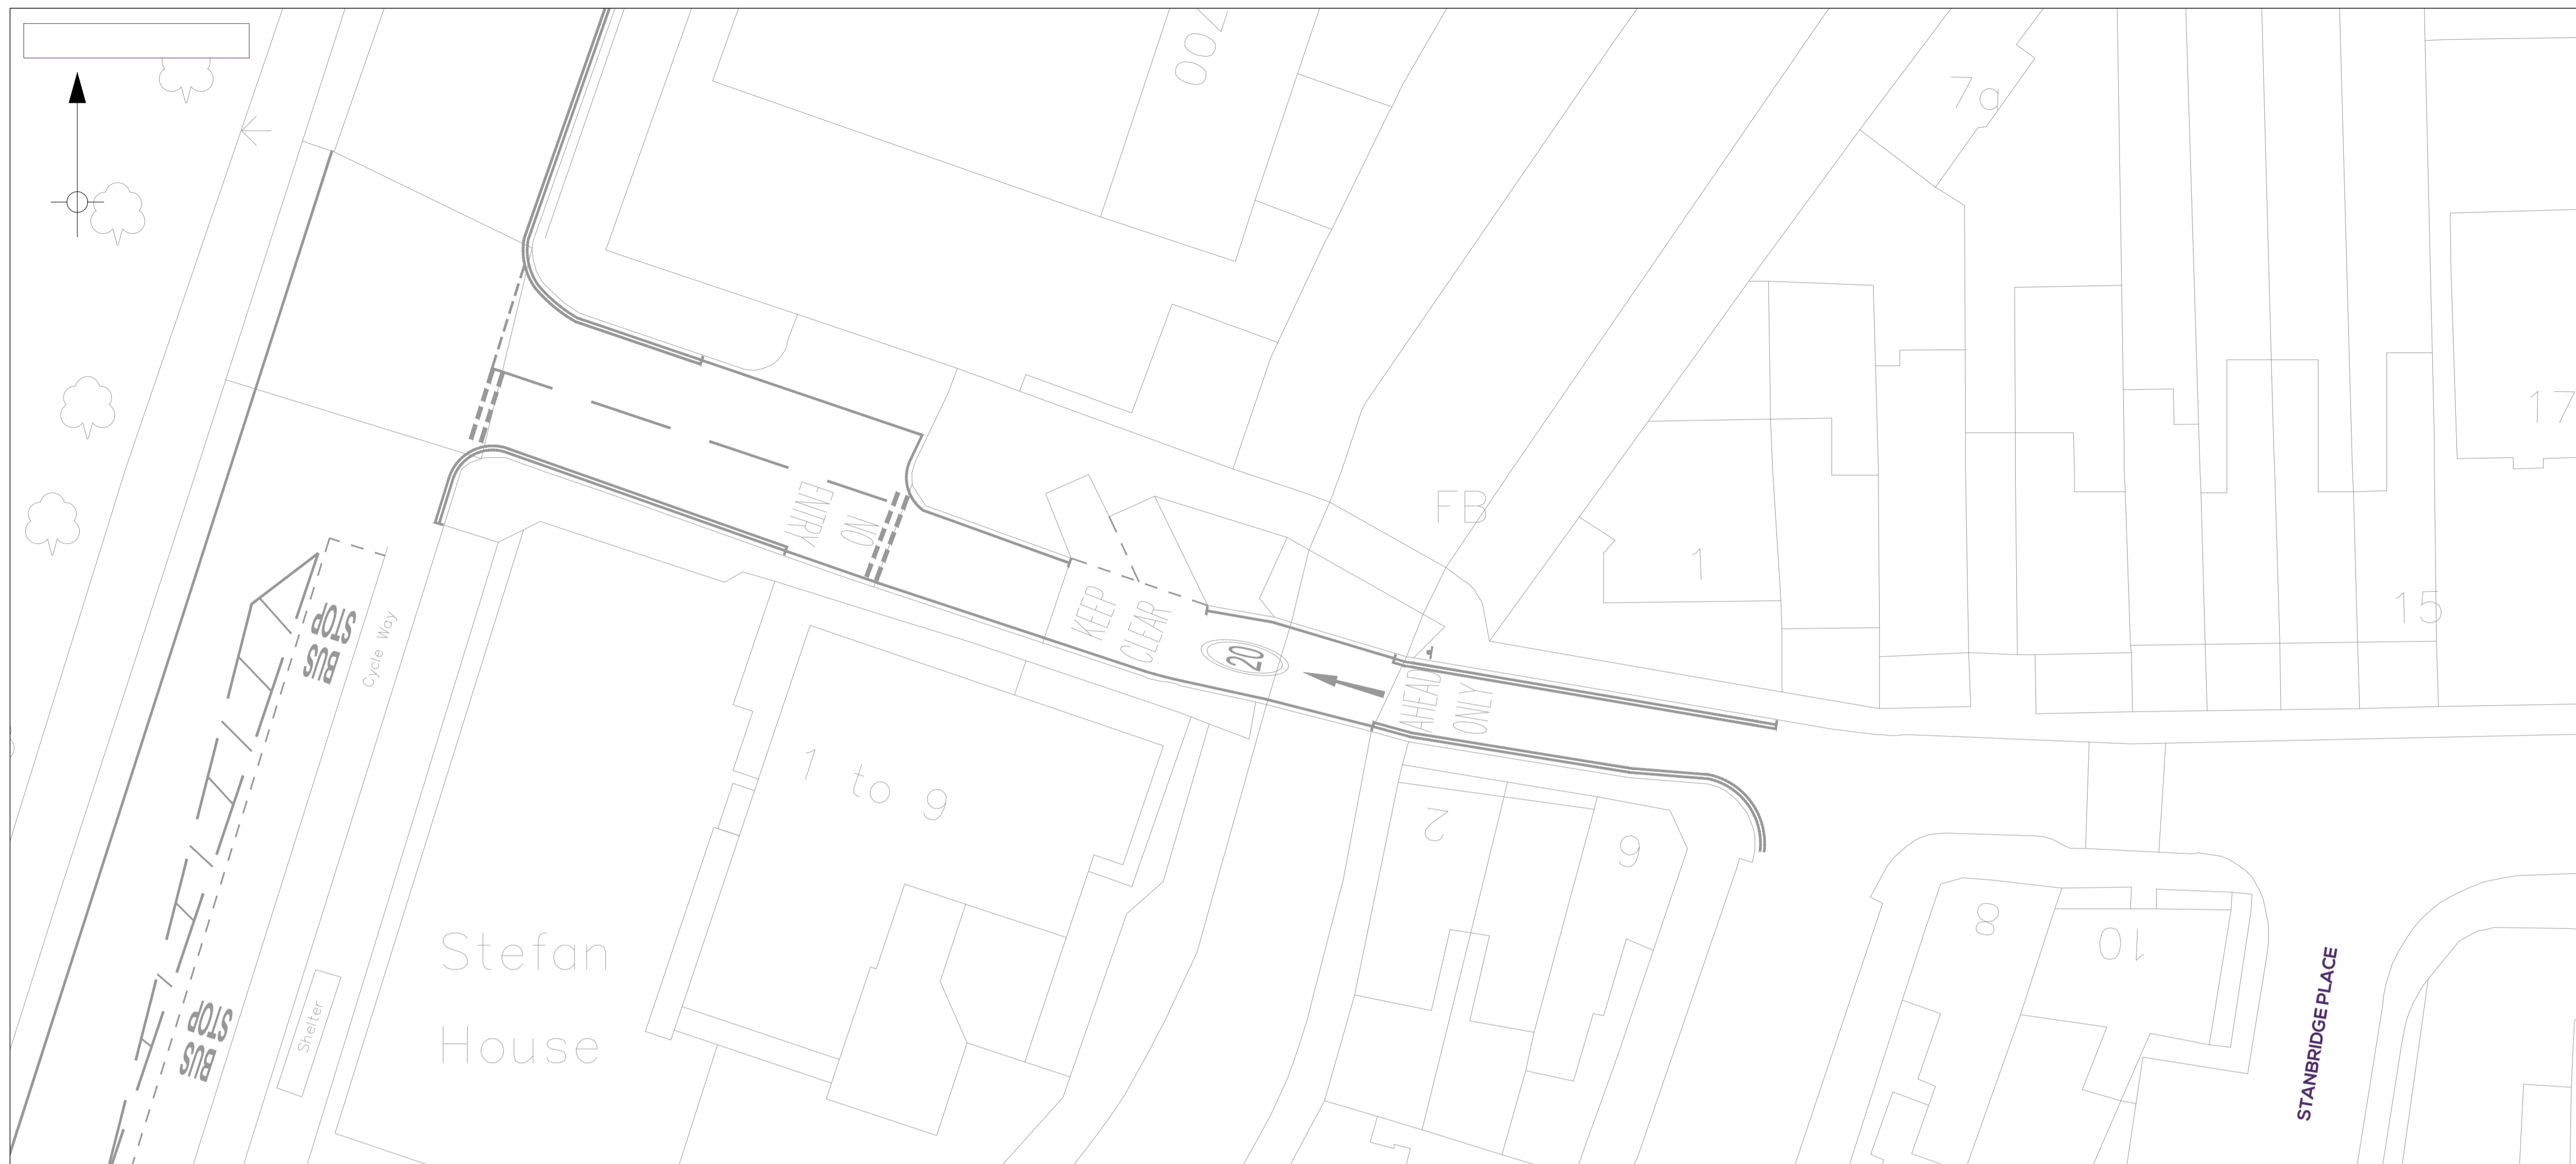 700
7a
17
FB
1
15
NO
ENTRY
KEEP
CLEAR
20
AHEAD
ONLY
BUS
STOP
Cycle Way
1 to 9
2
6
8
10
Stefan
House
Shelter
BUS
STOP
STANBRIDGE PLACE